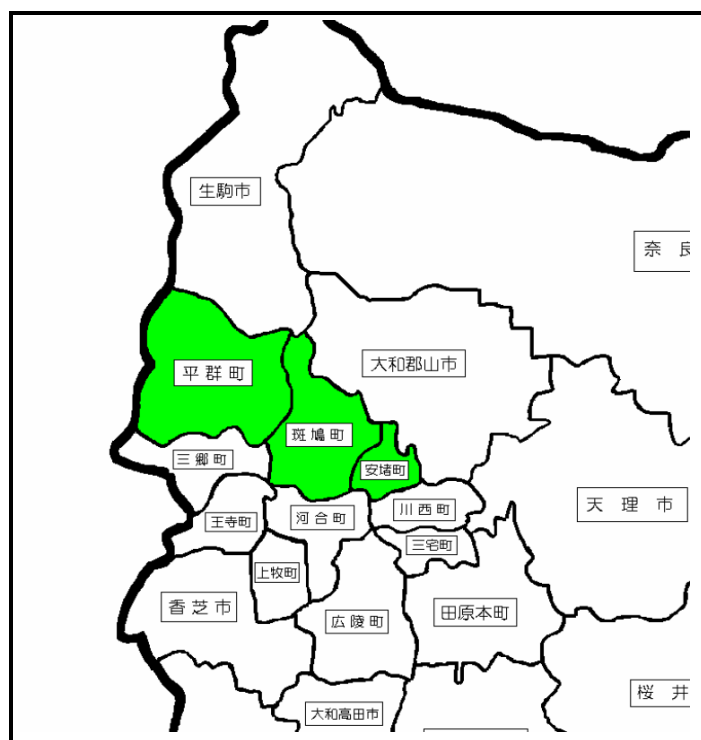 生駒市
奈良
大和郡山市
平群町
斑鳩町
三郷町
安堵町
天理市
川西町
河合町
王寺町
三宅町
上牧町
香芝市
広陵町
田原本町
桜井
大和高田市